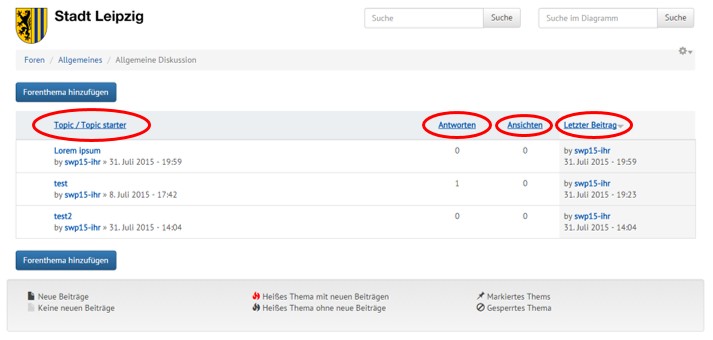 Stadt Leipzig
Suche Suche Suche im Diagramm Suche
Foren / Allgemeines / Allgemeine Diskussion
Forenthema hinzufügen
Topic / Topic starter Antworten Ansichten Letzter Beitrag
Lorem ipsum 0 0 by swp15-ihr
by swp15-ihr » 31. Juli 2015 - 19:59 31. Juli 2015 - 19:59
test 1 0 by swp15-ihr
by swp15-ihr » 8. Juli 2015 - 17:42 31. Juli 2015 - 19:23
test2 0 0 by swp15-ihr
by swp15-ihr » 31. Juli 2015 - 14:04 31. Juli 2015 - 14:04
Forenthema hinzufügen
Neue Beiträge Heißes Thema mit neuen Beiträgen Markiertes Thems
Keine neuen Beiträge Heißes Thema ohne neue Beiträge Gesperrtes Thema